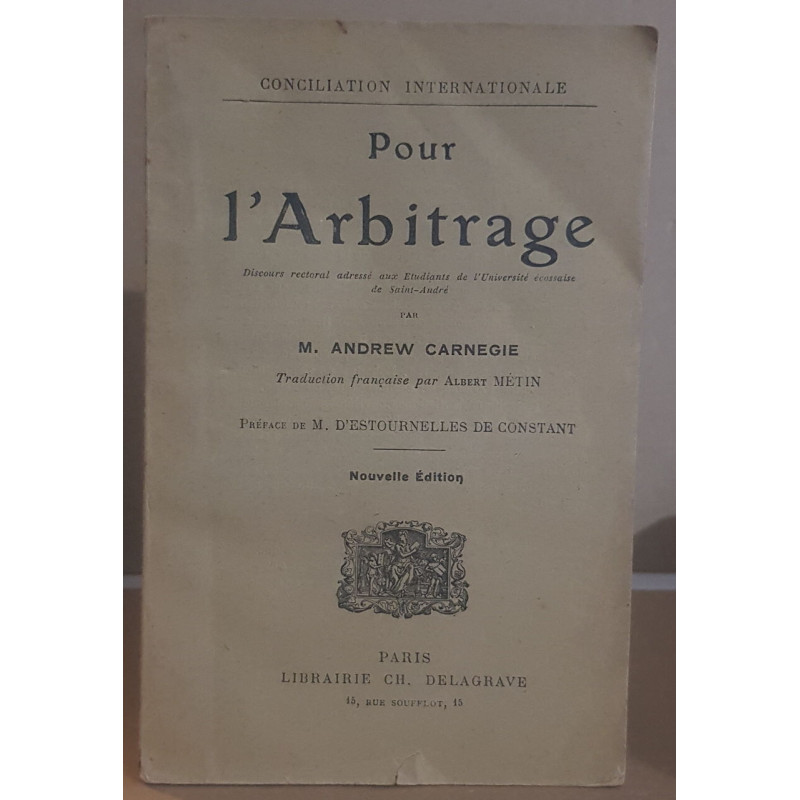 CONCILIATION INTERNATIONALE
Pour
l'Arbitrage
Discours rectoral adressé aux Etudiants de l'Université écossaise
de Saint-André
PAR
M. ANDREW CARNEGIE
Traduction française par ALBERT MÉTIN
PRÉFACE DE M. D'ESTOURNELLES DE CONSTANT
Nouvelle Édition
PARIS
LIBRAIRIE CH. DELAGRAVE
15, RUE SOUFFLOT, 15